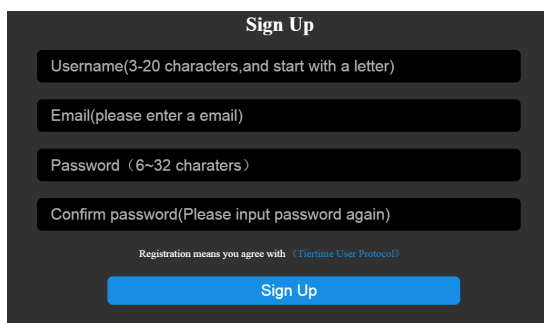 Sign Up
Username(3-20 characters,and start with a letter)
Email(please enter a email)
Password（6~32 charaters）
Confirm password(Please input password again)
Registration means you agree with 《Tiertime User Protocol》
Sign Up